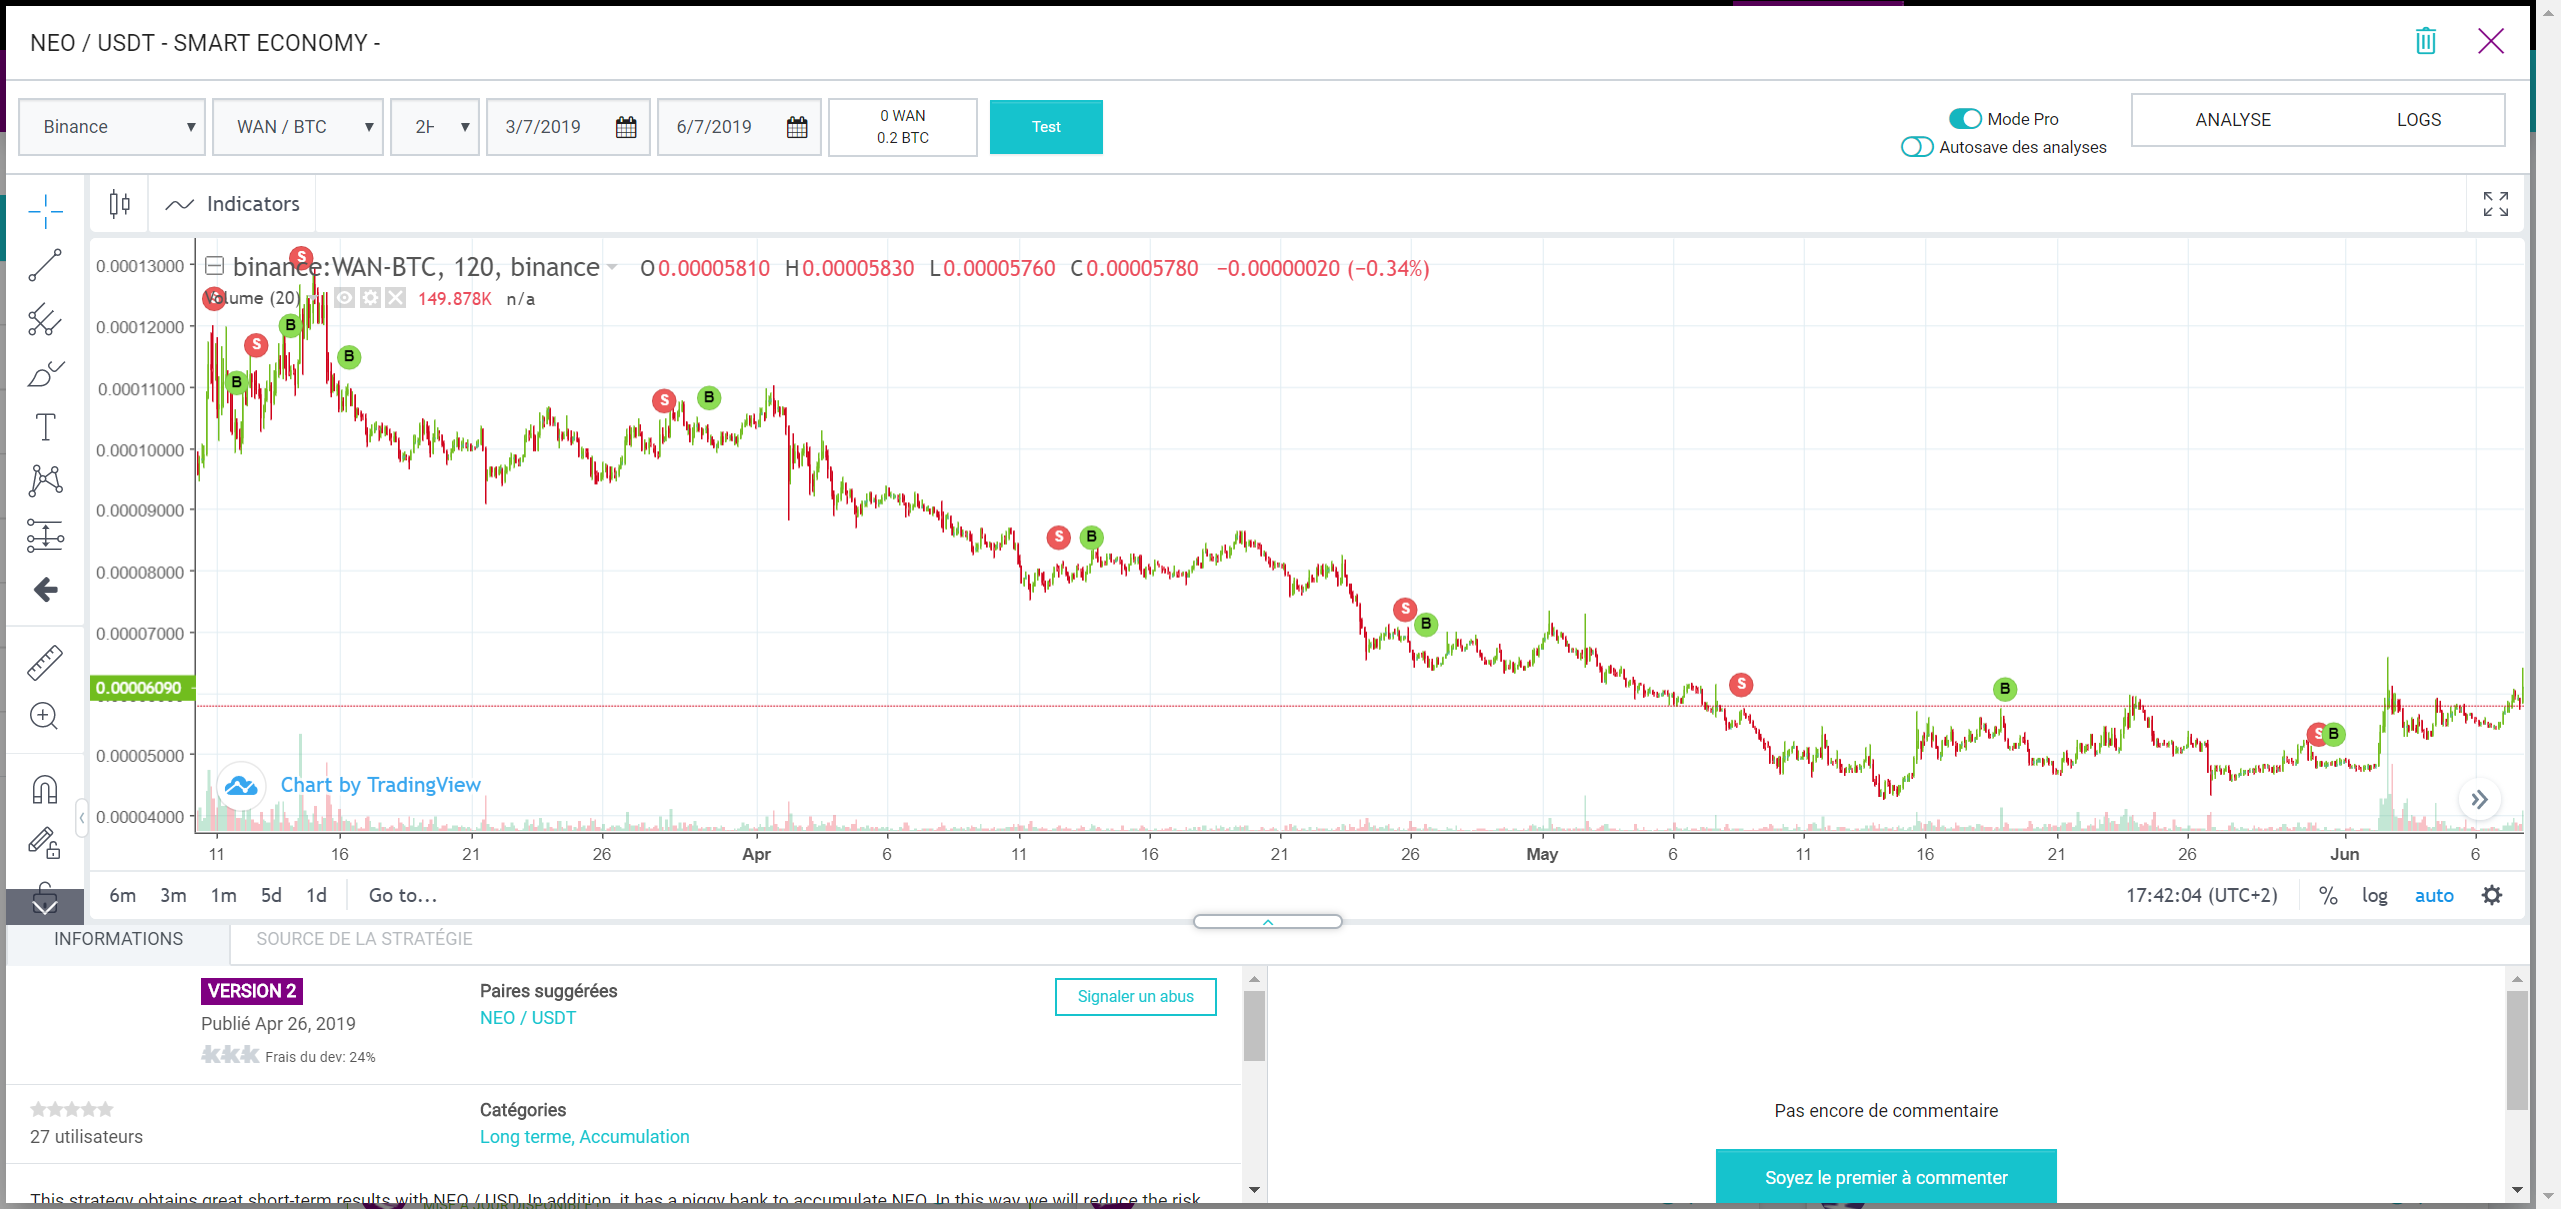 NEO / USDT - SMART ECONOMY -
Binance
WAN / BTC
2H
3/7/2019
6/7/2019
0 WAN
0.2 BTC
Test
Mode Pro
Autosave des analyses
ANALYSE
LOGS
Indicators
binance:WAN-BTC, 120, binance
O 0.00005810 H 0.00005830 L 0.00005760 C 0.00005780 −0.00000020 (−0.34%)
Volume (20) 149.878K n/a
0.00013000
0.00012000
0.00011000
0.00010000
0.00009000
0.00008000
0.00007000
0.00006090
0.00005000
0.00004000
S
S
S
B
B
B
S
B
S
B
S
B
S
B
S
B
Chart by TradingView
11 16 21 26 Apr 6 11 16 21 26 May 6 11 16 21 26 Jun 6
6m 3m 1m 5d 1d Go to...
17:42:04 (UTC+2) % log auto
INFORMATIONS
SOURCE DE LA STRATÉGIE
VERSION 2
Publié Apr 26, 2019
Frais du dev: 24%
Paires suggérées
NEO / USDT
Signaler un abus
27 utilisateurs
Catégories
Long terme, Accumulation
This strategy obtains great short-term results with NEO / USD. In addition, it has a piggy bank to accumulate NEO. In this way we will reduce the risk
Pas encore de commentaire
Soyez le premier à commenter
MISE À JOUR DISPONIBLE